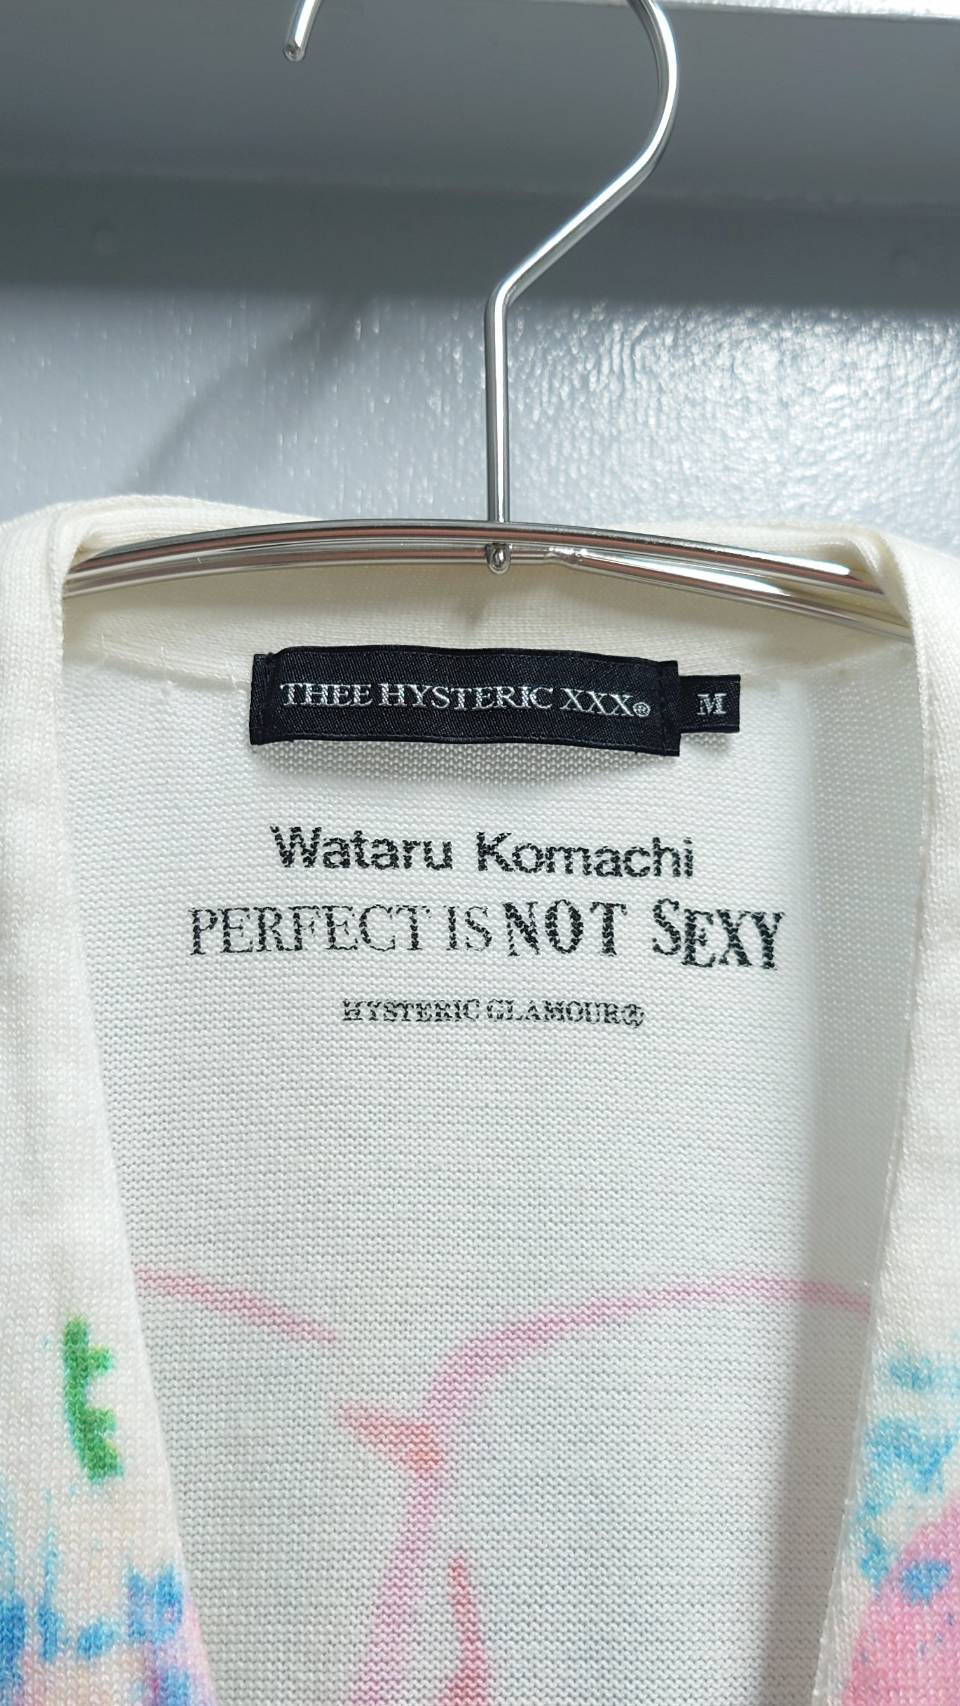 THEE HYSTERIC XXX®
M
Wataru Komachi
PERFECT IS NOT SEXY
HYSTERIC GLAMOUR®